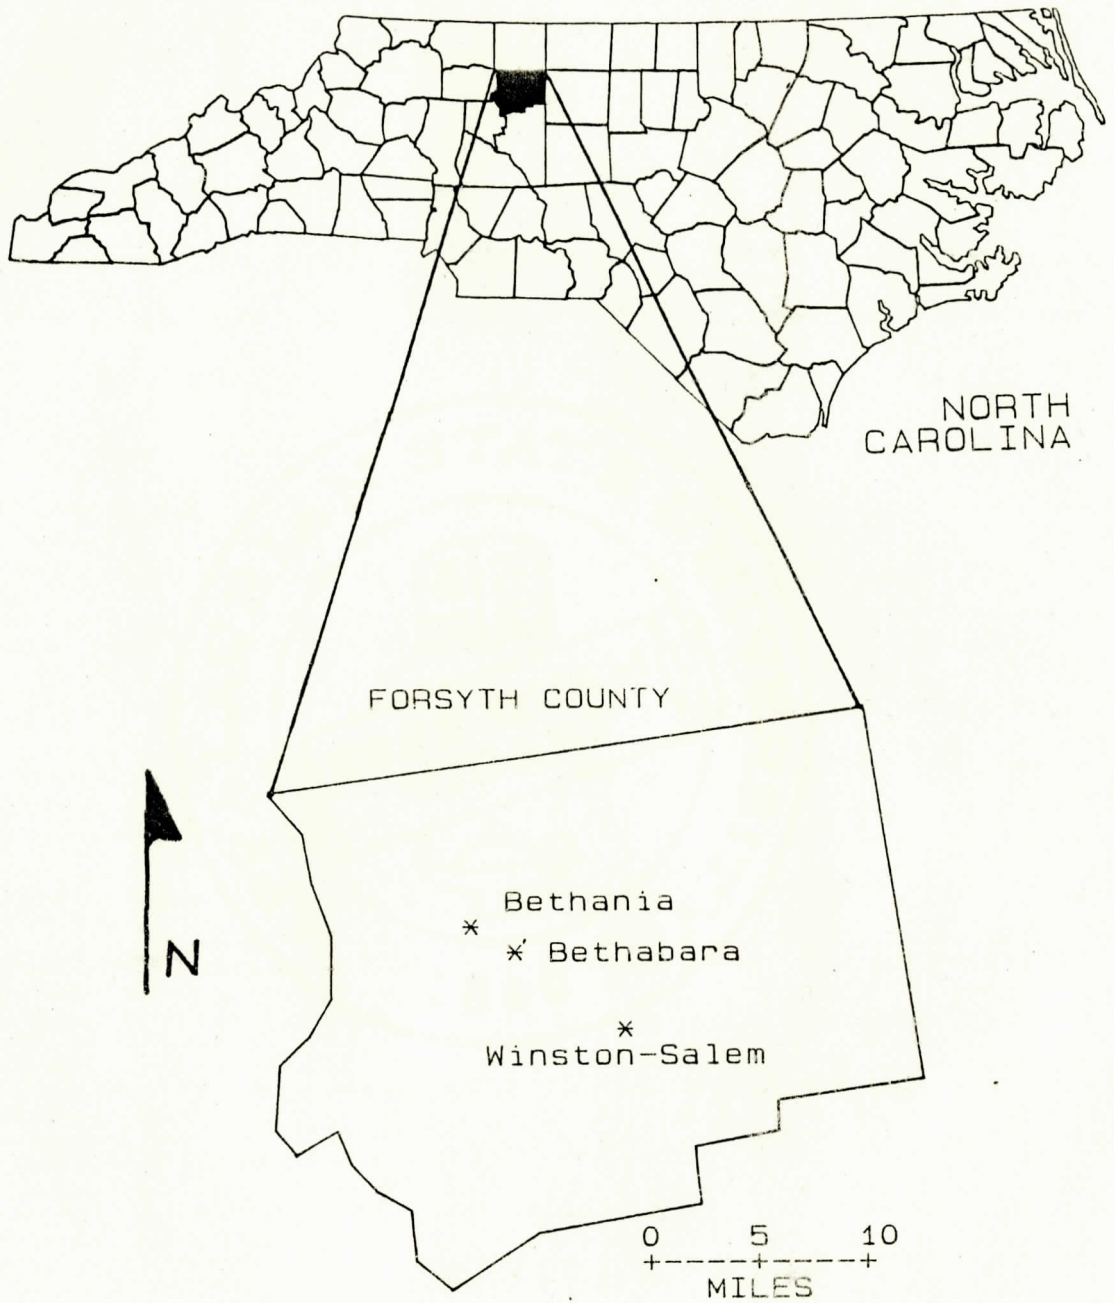 NORTH
CAROLINA
FORSYTH COUNTY
N
Bethania
* Bethabara
*
*
Winston-Salem
0 5 10
+-----+-----+
MILES